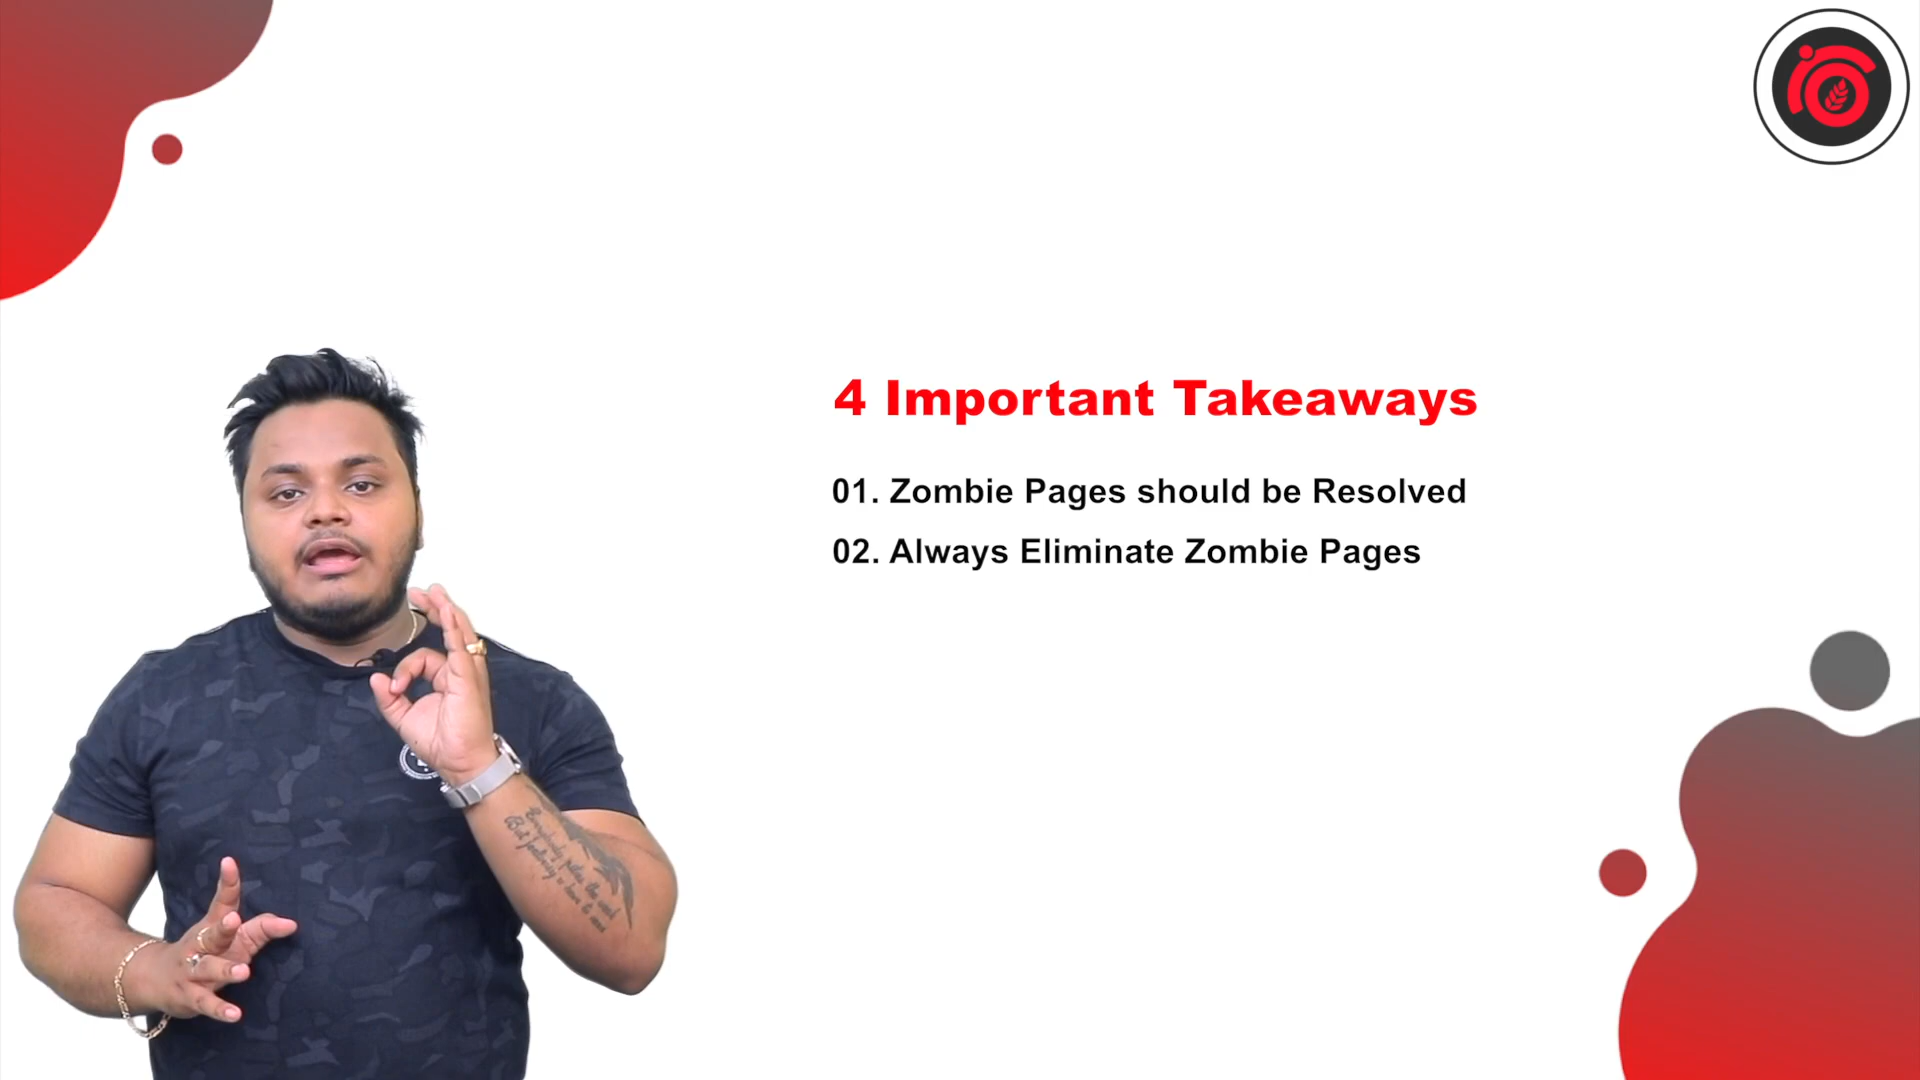 4 Important Takeaways
01. Zombie Pages should be Resolved
02. Always Eliminate Zombie Pages